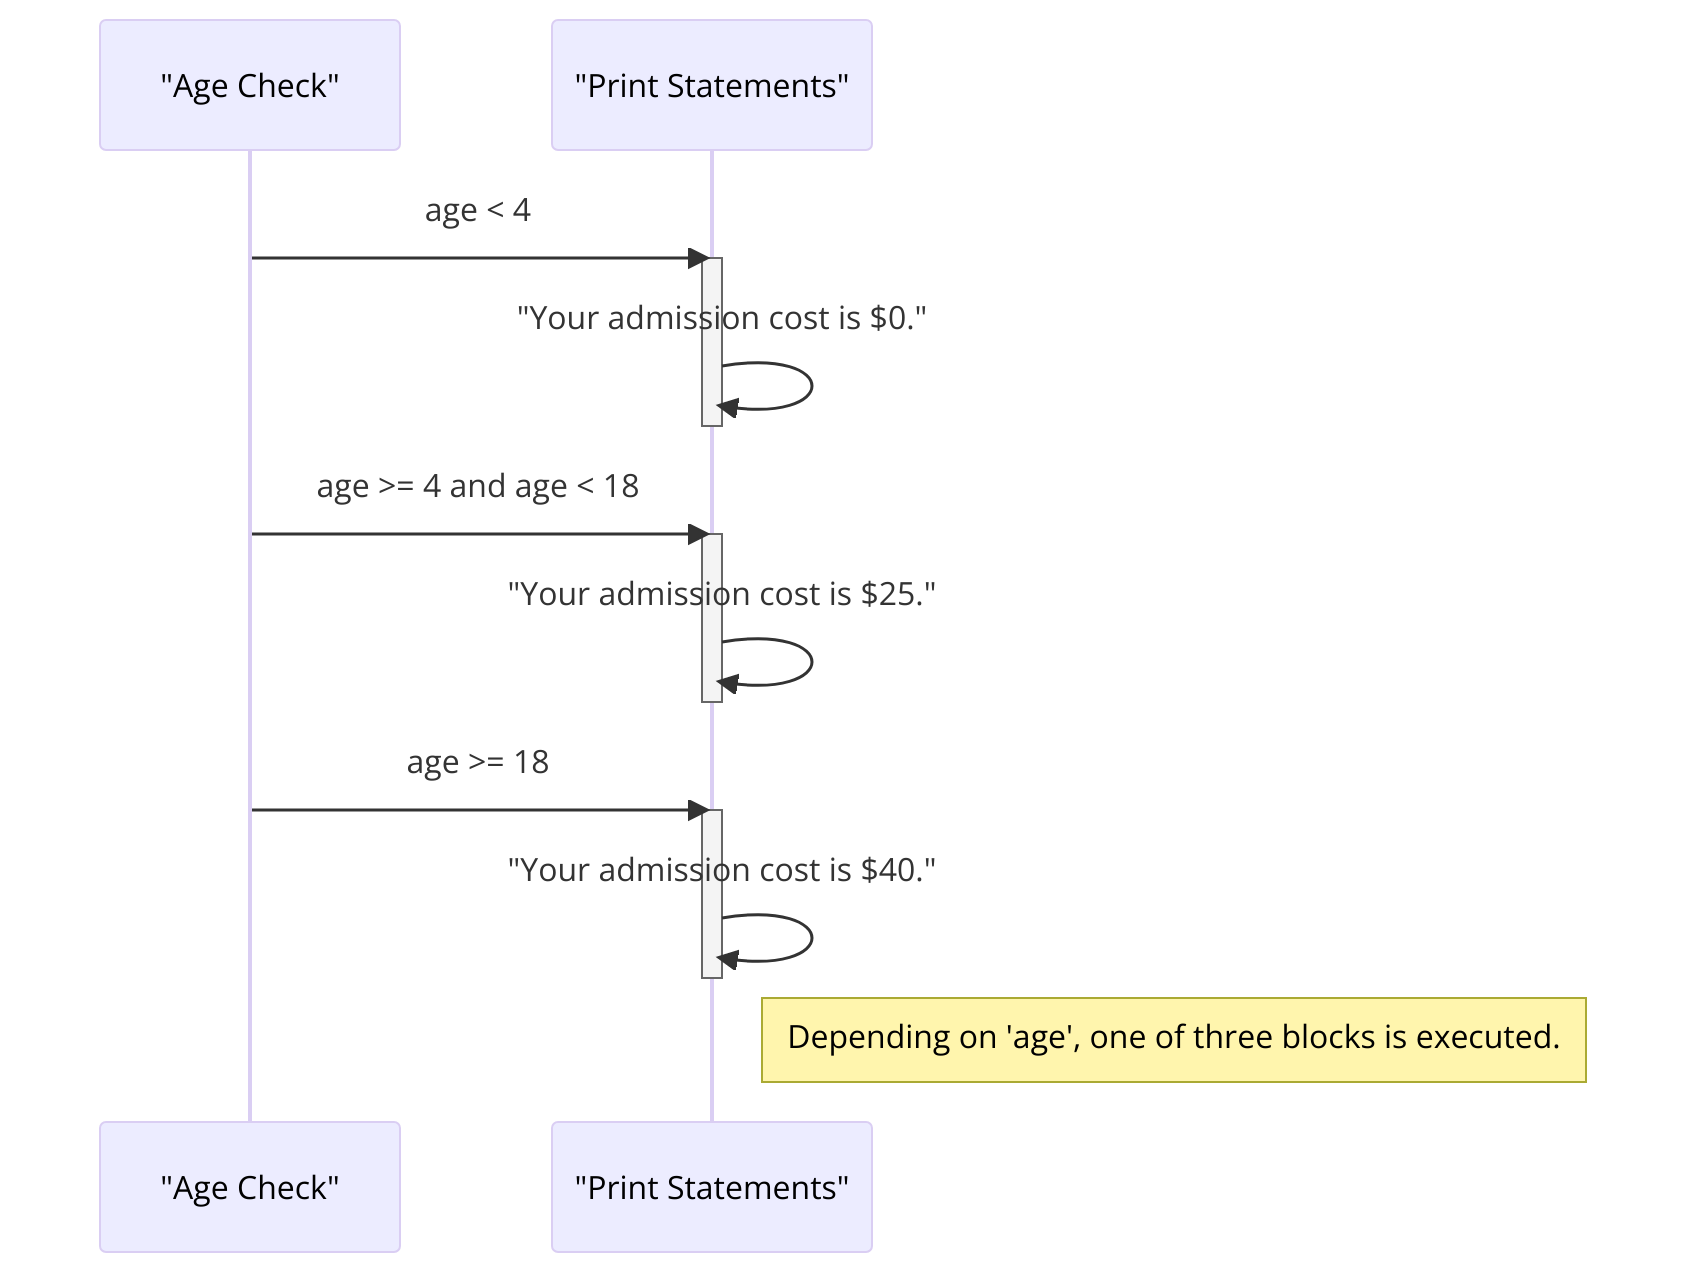 "Age Check"
"Print Statements"
age < 4
"Your admission cost is $0."
age >= 4 and age < 18
"Your admission cost is $25."
age >= 18
"Your admission cost is $40."
Depending on 'age', one of three blocks is executed.
"Age Check"
"Print Statements"